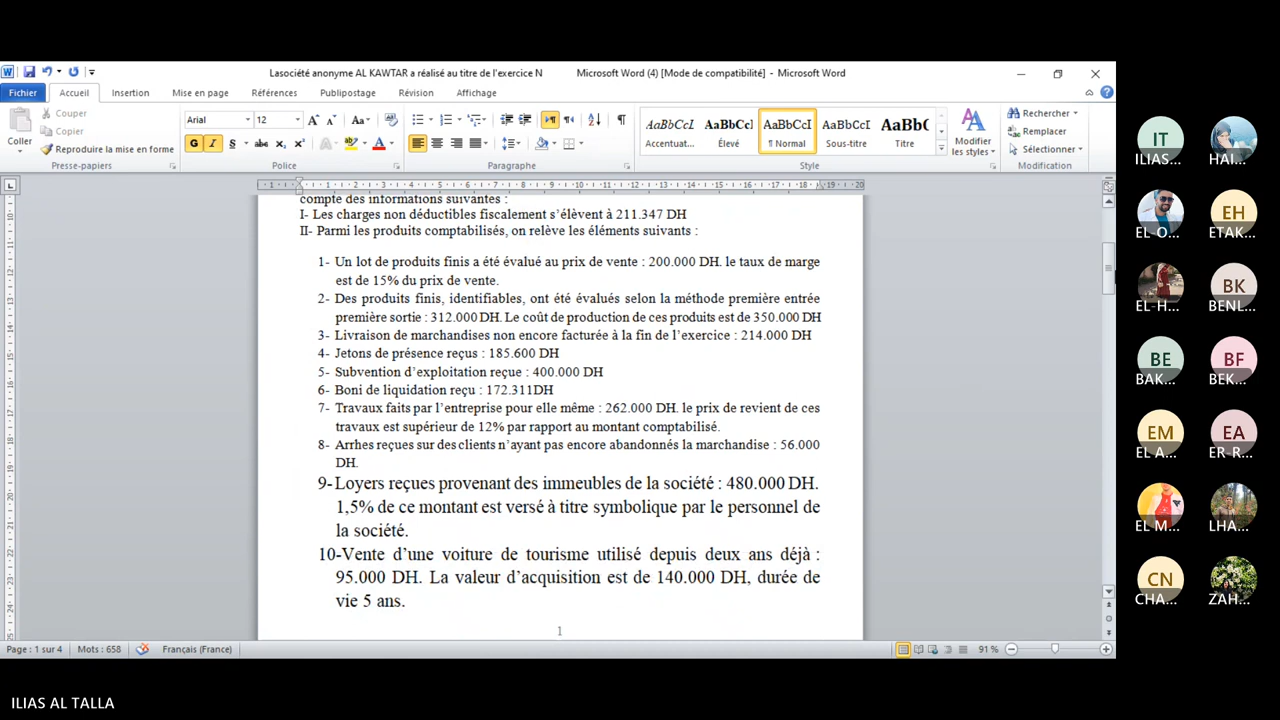 Lasociété anonyme AL KAWTAR a réalisé au titre de l'exercice N Microsoft Word (4) [Mode de compatibilité] - Microsoft Word
Fichier Accueil Insertion Mise en page Références Publipostage Révision Affichage
Coller
Couper
Copier
Reproduire la mise en forme
Presse-papiers
Arial 12
Police
Paragraphe
AaBbCcI AaBbCc AaBbCcI AaBbCcI AaBb(
Accentuat... Élevé ¶ Normal Sous-titre Titre
Modifier
les styles
Style
Rechercher
Remplacer
Sélectionner
Modification
compte des informations suivantes :
I- Les charges non déductibles fiscalement s'élèvent à 211.347 DH
II- Parmi les produits comptabilisés, on relève les éléments suivants :
1- Un lot de produits finis a été évalué au prix de vente : 200.000 DH. le taux de marge
est de 15% du prix de vente.
2- Des produits finis, identifiables, ont été évalués selon la méthode première entrée
première sortie : 312.000 DH. Le coût de production de ces produits est de 350.000 DH
3- Livraison de marchandises non encore facturée à la fin de l'exercice : 214.000 DH
4- Jetons de présence reçus : 185.600 DH
5- Subvention d'exploitation reçue : 400.000 DH
6- Boni de liquidation reçu : 172.311DH
7- Travaux faits par l'entreprise pour elle même : 262.000 DH. le prix de revient de ces
travaux est supérieur de 12% par rapport au montant comptabilisé.
8- Arrhes reçues sur des clients n'ayant pas encore abandonnés la marchandise : 56.000
DH.
9- Loyers reçues provenant des immeubles de la société : 480.000 DH.
1,5% de ce montant est versé à titre symbolique par le personnel de
la société.
10-Vente d'une voiture de tourisme utilisé depuis deux ans déjà :
95.000 DH. La valeur d'acquisition est de 140.000 DH, durée de
vie 5 ans.
1
Page : 1 sur 4 Mots : 658 Français (France) 91 %
IT
ILIAS... HAI...
EH
EL-O... ETAK...
BK
EL-H... BENL...
BE BF
BAK... BEK...
EM EA
EL A... ER-R...
EL M... LHA...
CN
CHA... ZAH...
ILIAS AL TALLA